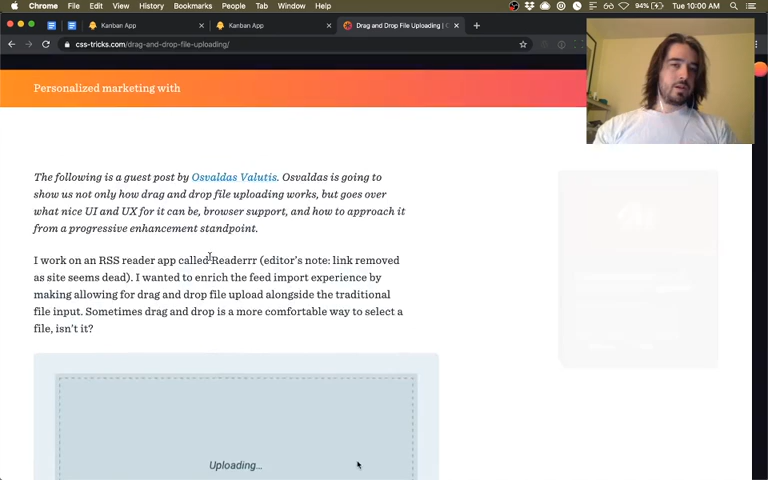 Chrome File Edit View History Bookmarks People Tab Window Help 94% Tue 10:00 AM
Kanban App
Kanban App
Drag and Drop File Uploading | C
css-tricks.com/drag-and-drop-file-uploading/
Personalized marketing with
The following is a guest post by Osvaldas Valutis. Osvaldas is going to
show us not only how drag and drop file uploading works, but goes over
what nice UI and UX for it can be, browser support, and how to approach it
from a progressive enhancement standpoint.
I work on an RSS reader app called Readerrr (editor's note: link removed
as site seems dead). I wanted to enrich the feed import experience by
making allowing for drag and drop file upload alongside the traditional
file input. Sometimes drag and drop is a more comfortable way to select a
file, isn't it?
Uploading...